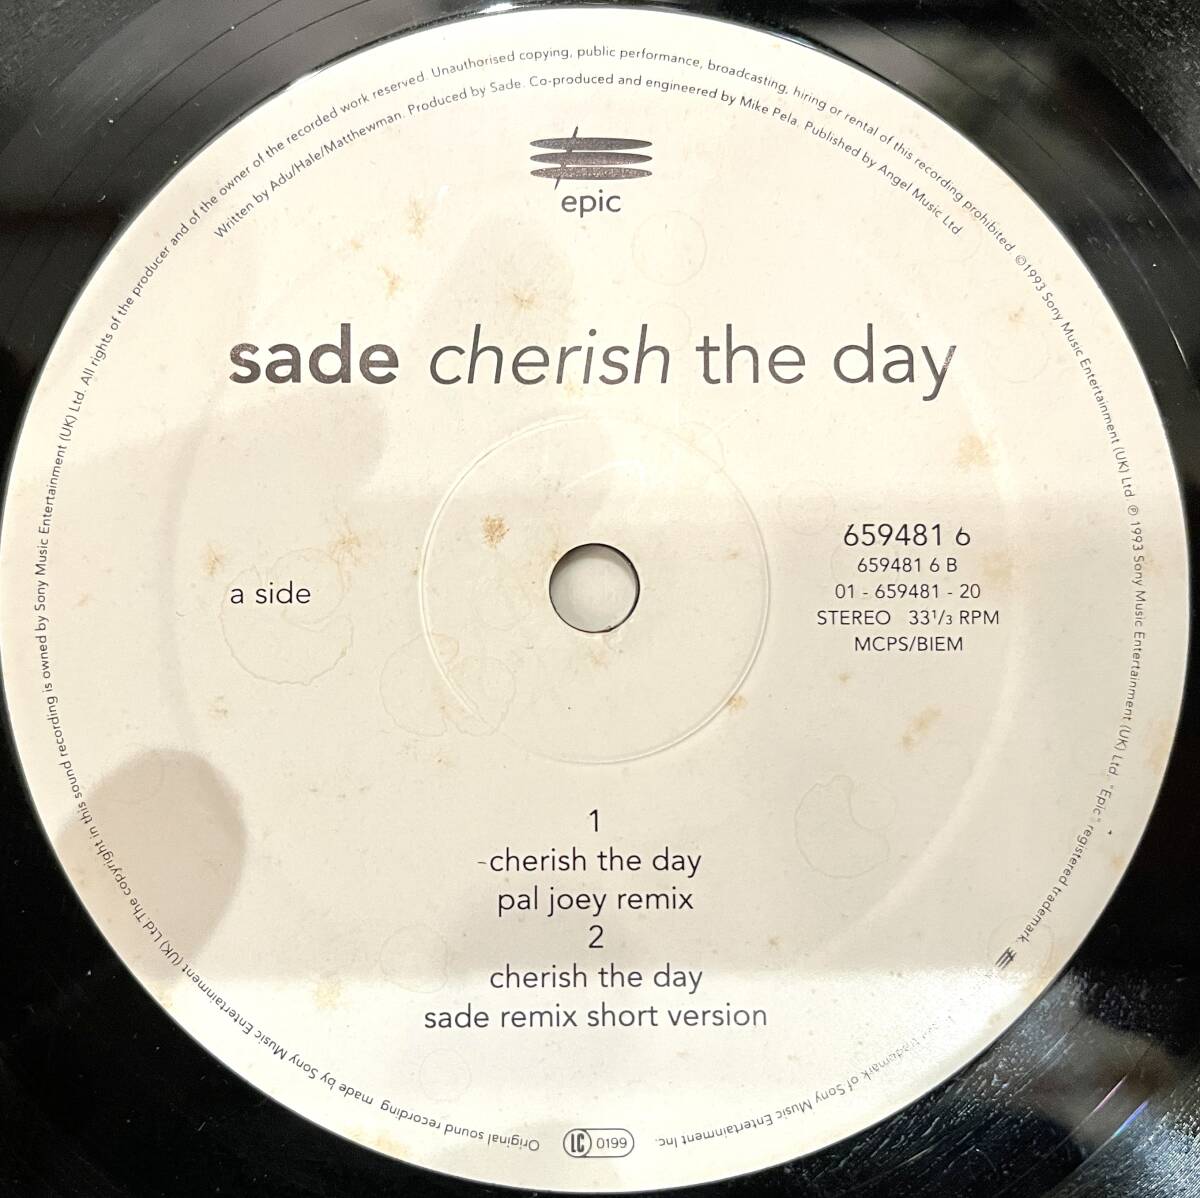 Original sound recording made by Sony Music Entertainment (UK) Ltd. The copyright in this sound recording is owned by Sony Music Entertainment (UK) Ltd. All rights of the producer and of the owner of the recorded work reserved. Unauthorised copying, public performance, broadcasting, hiring or rental of this recording prohibited. ©1993 Sony Music Entertainment (UK) Ltd. ℗ 1993 Sony Music Entertainment (UK) Ltd. "Epic" registered trademark.
trademark of Sony Music Entertainment Inc.
Written by Adu/Hale/Matthewman. Produced by Sade. Co-produced and engineered by Mike Pela. Published by Angel Music Ltd
epic
sade cherish the day
a side
659481 6
659481 6 B
01 - 659481 - 20
STEREO 33 1/3 RPM
MCPS/BIEM
1
cherish the day
pal joey remix
2
cherish the day
sade remix short version
LC 0199